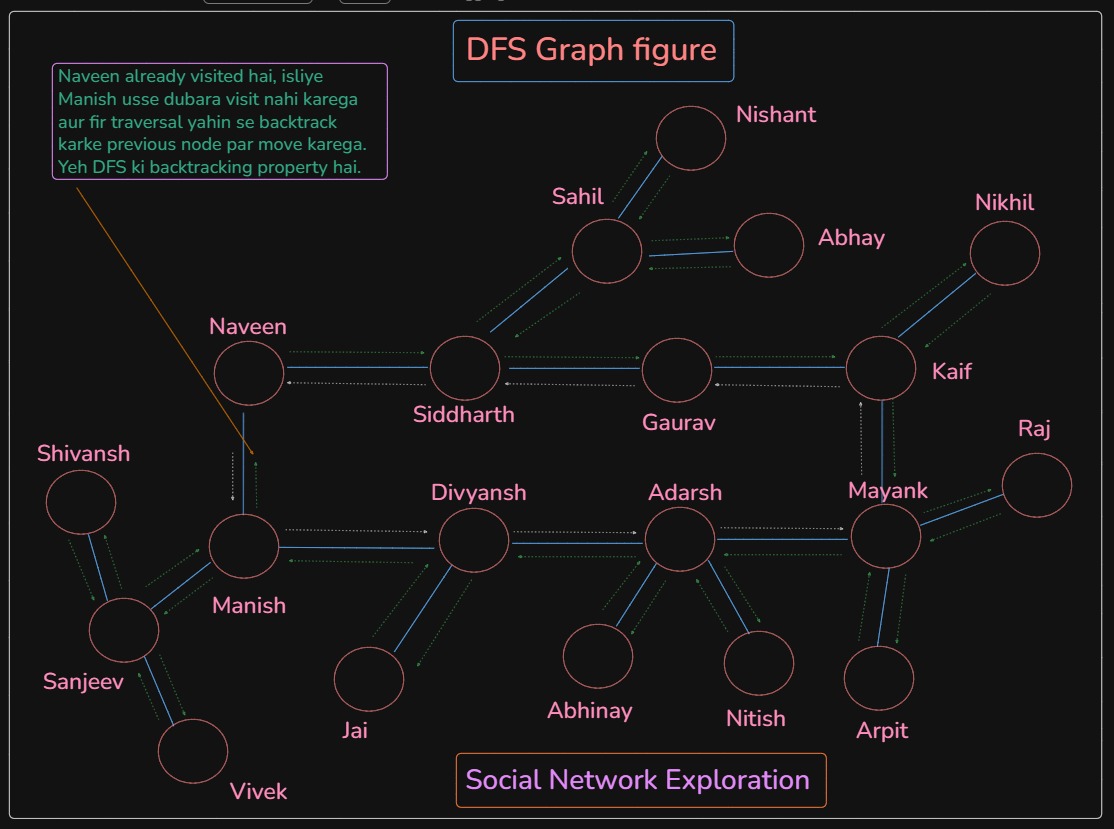 DFS Graph figure
Naveen already visited hai, isliye
Manish usse dubara visit nahi karega
aur fir traversal yahin se backtrack
karke previous node par move karega.
Yeh DFS ki backtracking property hai.
Nishant
Sahil
Nikhil
Abhay
Naveen
Kaif
Siddharth
Gaurav
Raj
Shivansh
Divyansh
Adarsh
Mayank
Manish
Sanjeev
Abhinay
Nitish
Jai
Arpit
Vivek
Social Network Exploration